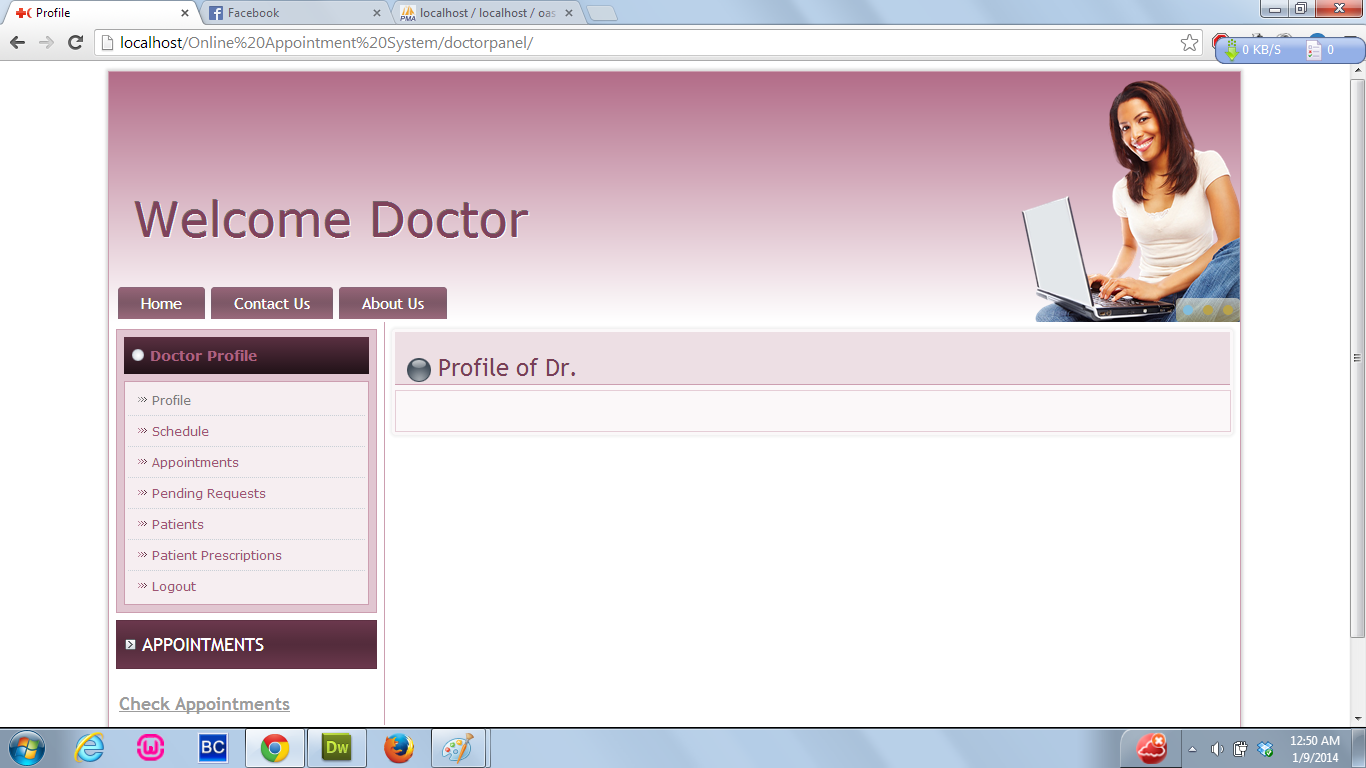 Profile
Facebook
localhost / localhost / oas
localhost/Online%20Appointment%20System/doctorpanel/
0 KB/S
0
Welcome Doctor
Home
Contact Us
About Us
Doctor Profile
Profile
Schedule
Appointments
Pending Requests
Patients
Patient Prescriptions
Logout
APPOINTMENTS
Check Appointments
Profile of Dr.
PMA
BC
Dw
12:50 AM
1/9/2014